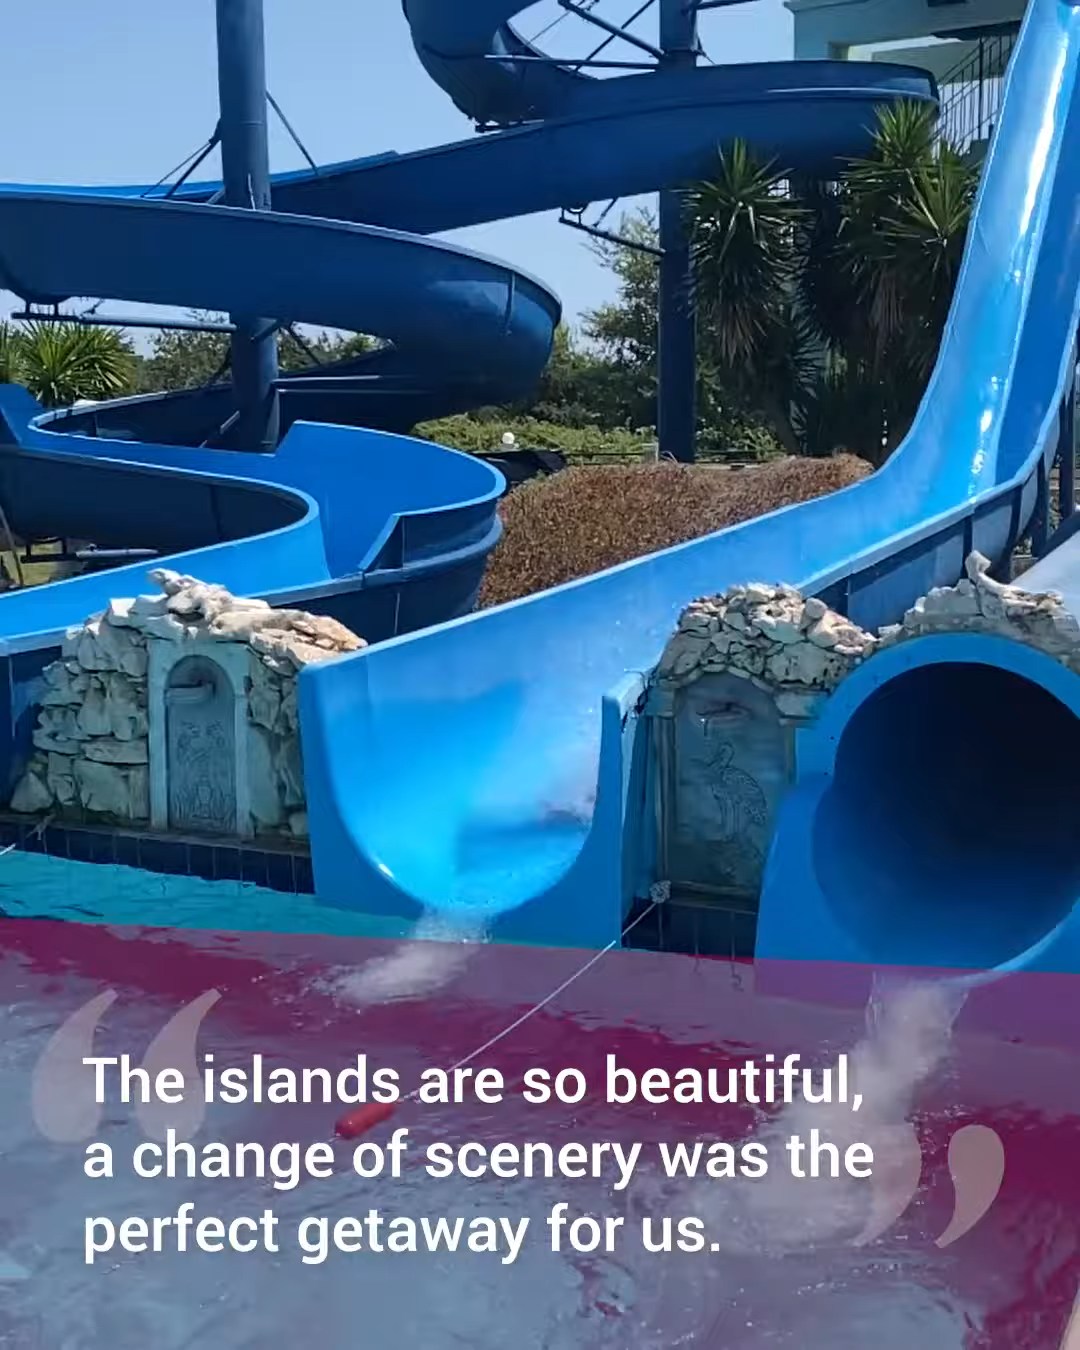 The islands are so beautiful,
a change of scenery was the
perfect getaway for us.